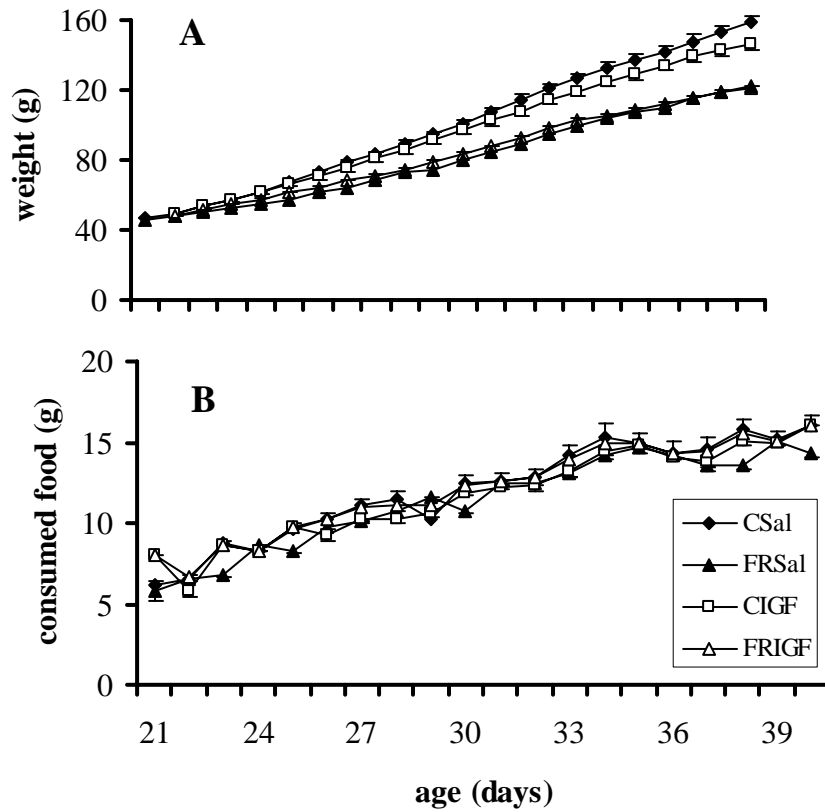 A
weight (g)
160
120
80
40
0
B
consumed food (g)
20
15
10
5
0
CSal
FRSal
CIGF
FRIGF
21 24 27 30 33 36 39
age (days)